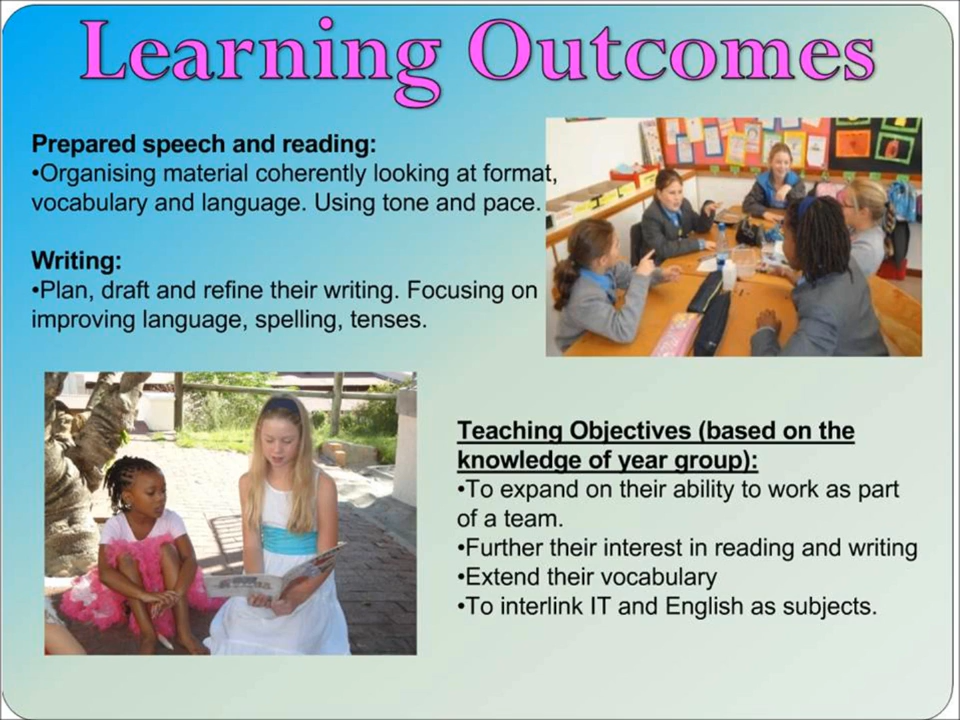 Learning Outcomes
Prepared speech and reading:
•Organising material coherently looking at format,
vocabulary and language. Using tone and pace.
Writing:
•Plan, draft and refine their writing. Focusing on
improving language, spelling, tenses.
Teaching Objectives (based on the
knowledge of year group):
•To expand on their ability to work as part
of a team.
•Further their interest in reading and writing
•Extend their vocabulary
•To interlink IT and English as subjects.